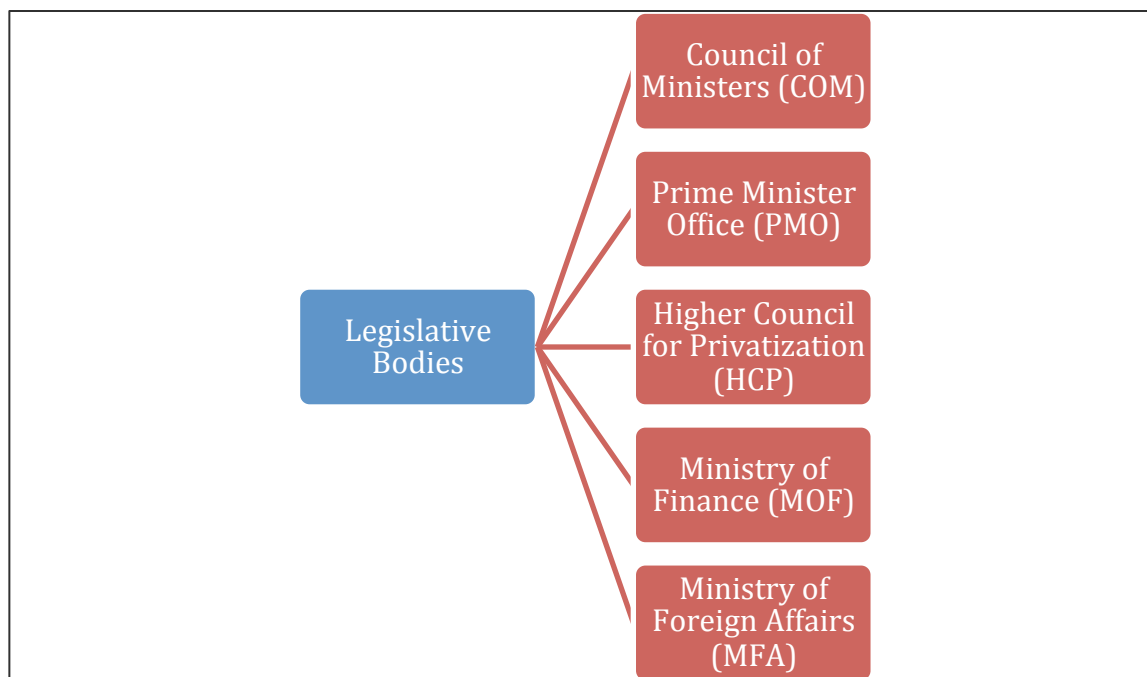 Council of
Ministers (COM)
Prime Minister
Office (PMO)
Legislative
Bodies
Higher Council
for Privatization
(HCP)
Ministry of
Finance (MOF)
Ministry of
Foreign Affairs
(MFA)